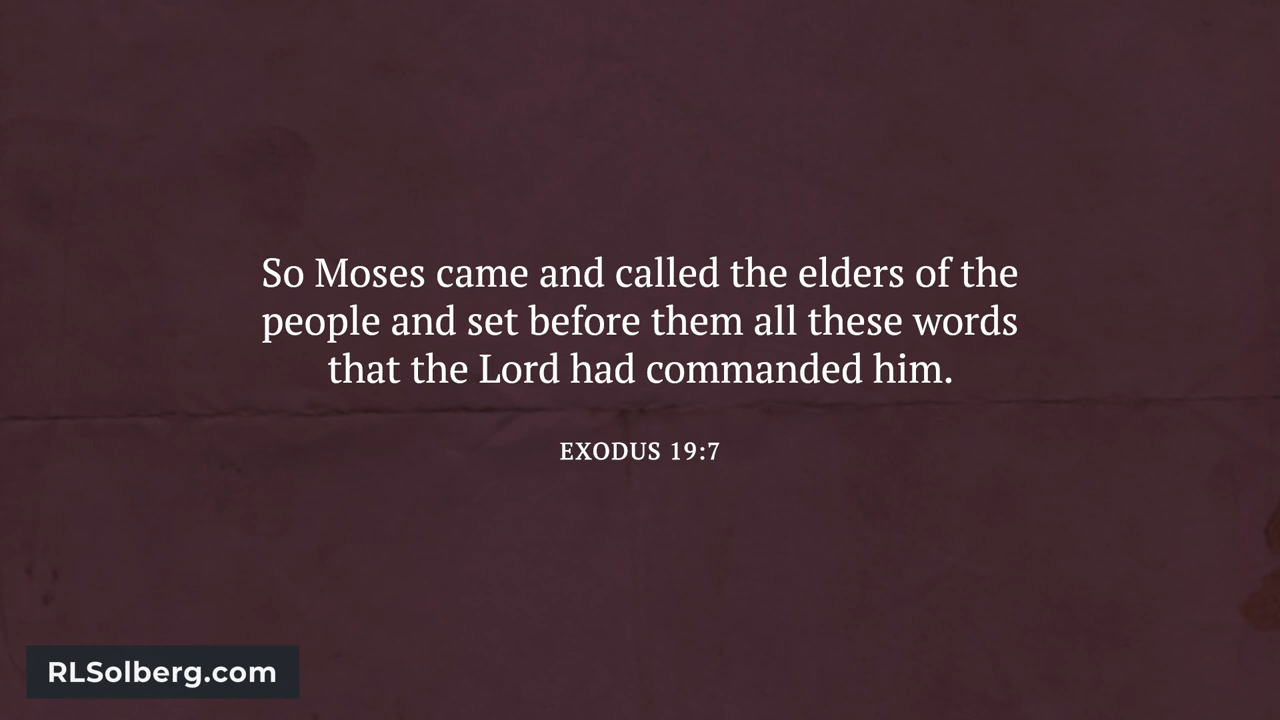 So Moses came and called the elders of the
people and set before them all these words
that the Lord had commanded him.
EXODUS 19:7
RLSolberg.com